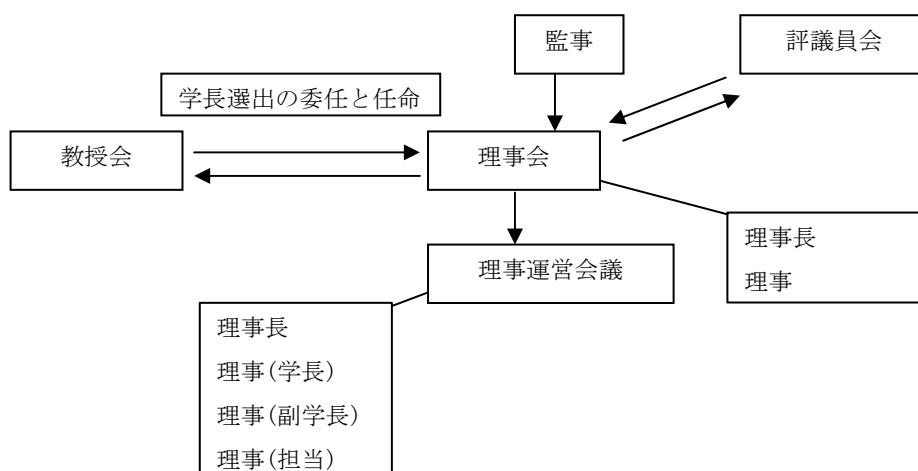 監事
評議員会
学長選出の委任と任命
教授会
理事会
理事長
理事
理事運営会議
理事長
理事(学長)
理事(副学長)
理事(担当)